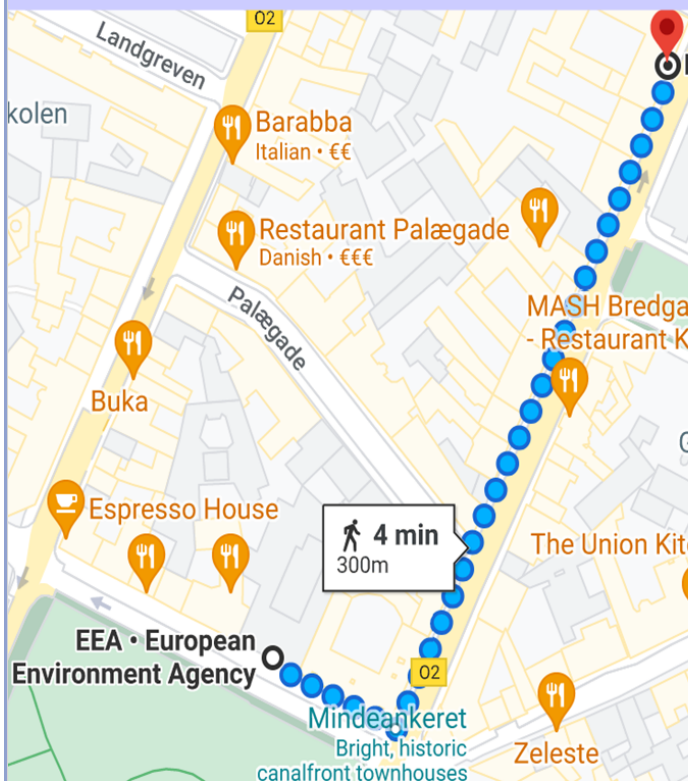 O2
Landgreven
kolen
Barabba
Italian • €€
Restaurant Palægade
Danish • €€€
Palægade
MASH Bredga
- Restaurant K
Buka
Espresso House
4 min
300m
The Union Kit
EEA • European
Environment Agency
O2
Mindeankeret
Bright, historic
canalfront townhouses
Zeleste